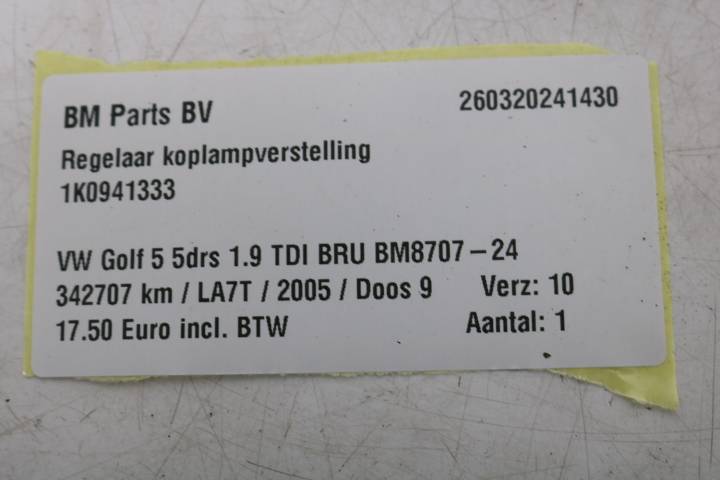 BM Parts BV 260320241430
Regelaar koplampverstelling
1K0941333
VW Golf 5 5drs 1.9 TDI BRU BM8707-24
342707 km / LA7T / 2005 / Doos 9 Verz: 10
17.50 Euro incl. BTW Aantal: 1